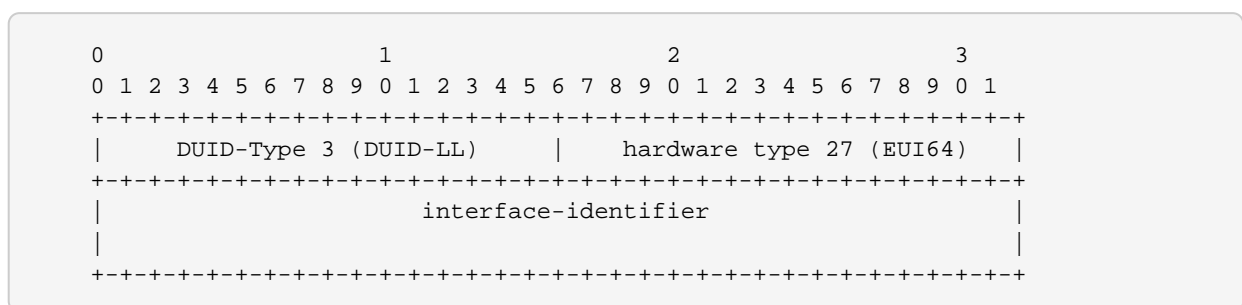 0                   1                   2                   3
0 1 2 3 4 5 6 7 8 9 0 1 2 3 4 5 6 7 8 9 0 1 2 3 4 5 6 7 8 9 0 1
+-+-+-+-+-+-+-+-+-+-+-+-+-+-+-+-+-+-+-+-+-+-+-+-+-+-+-+-+-+-+-+-+
|     DUID-Type 3 (DUID-LL)     |    hardware type 27 (EUI64)   |
+-+-+-+-+-+-+-+-+-+-+-+-+-+-+-+-+-+-+-+-+-+-+-+-+-+-+-+-+-+-+-+-+
|                      interface-identifier                     |
|                                                               |
+-+-+-+-+-+-+-+-+-+-+-+-+-+-+-+-+-+-+-+-+-+-+-+-+-+-+-+-+-+-+-+-+